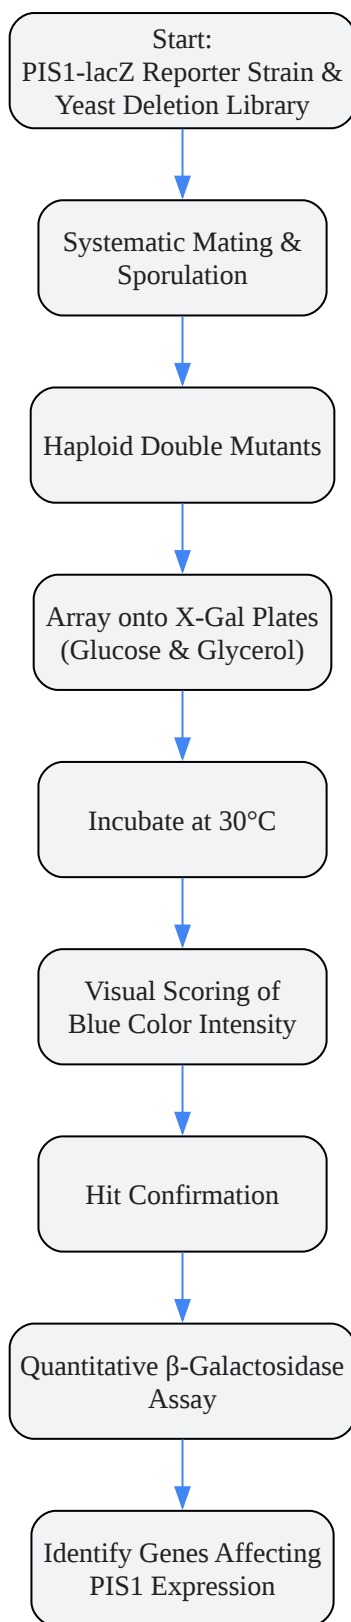 Start:
PIS1-lacZ Reporter Strain &
Yeast Deletion Library
Systematic Mating &
Sporulation
Haploid Double Mutants
Array onto X-Gal Plates
(Glucose & Glycerol)
Incubate at 30°C
Visual Scoring of
Blue Color Intensity
Hit Confirmation
Quantitative β-Galactosidase
Assay
Identify Genes Affecting
PIS1 Expression